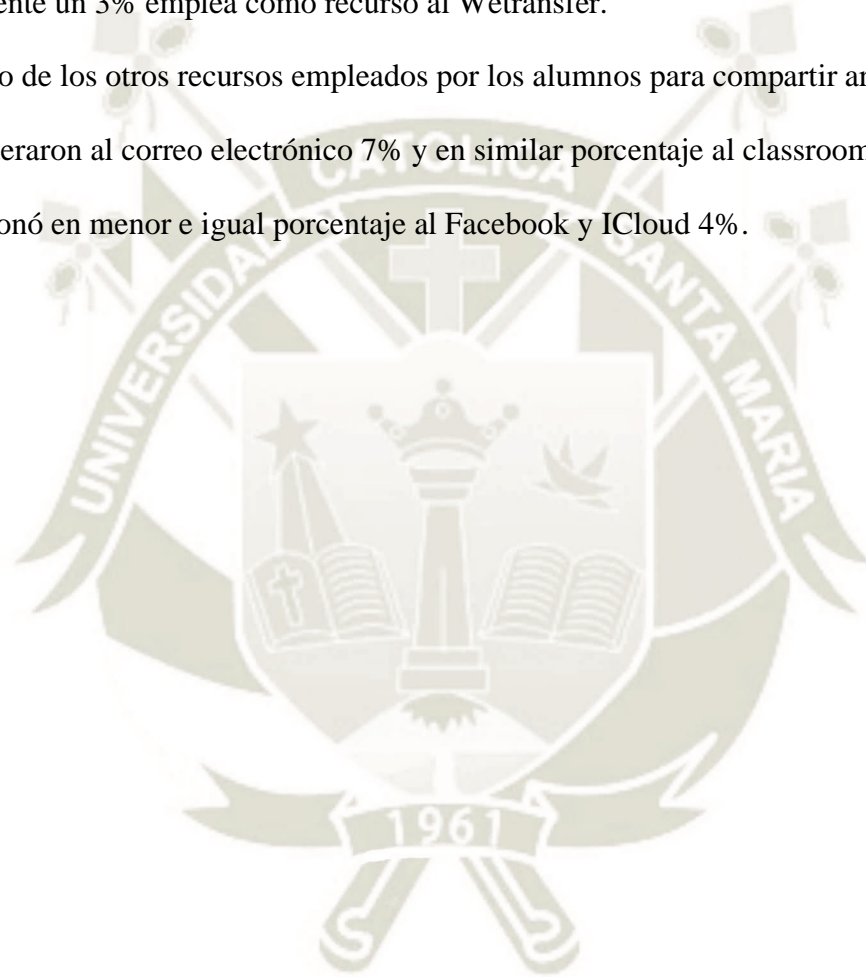 ente un 3% emplea como recurso al Wetransfer.
o de los otros recursos empleados por los alumnos para compartir ar
eraron al correo electrónico 7% y en similar porcentaje al classroom
onó en menor e igual porcentaje al Facebook y ICloud 4%.
UNIVERSIDAD CATOLICA SANTA MARIA
1961